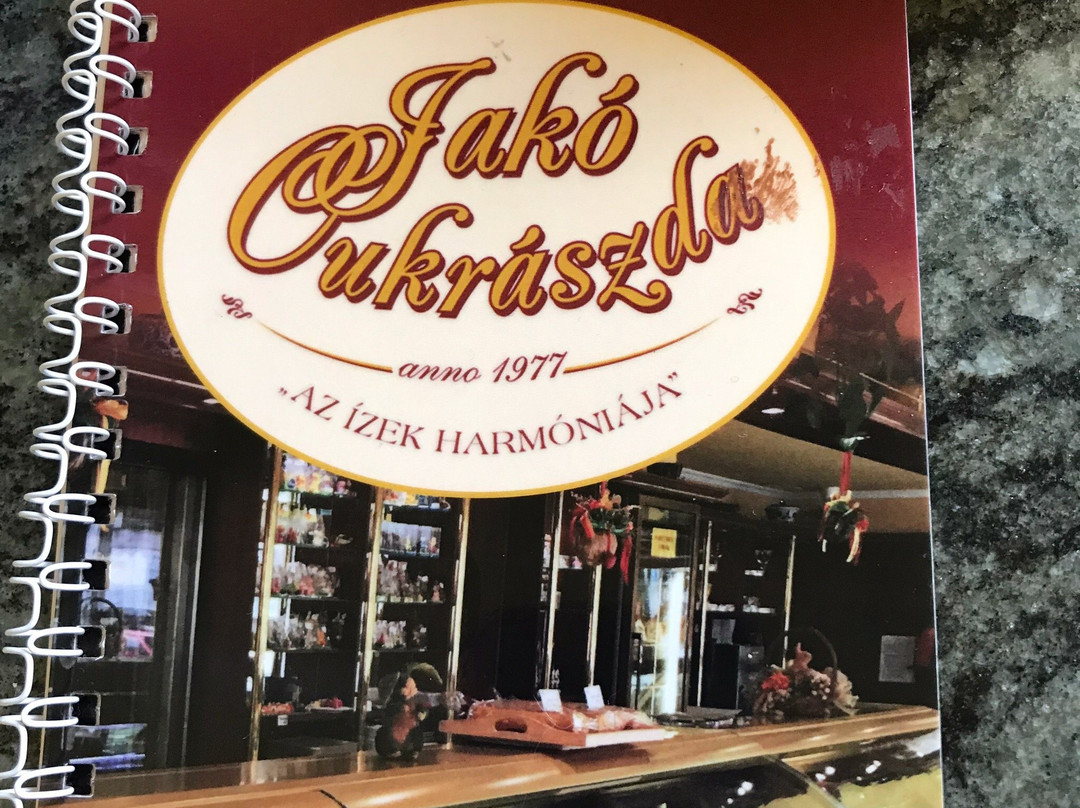 Jakó
Cukrászda
anno 1977
„AZ ÍZEK HARMÓNIÁJA”